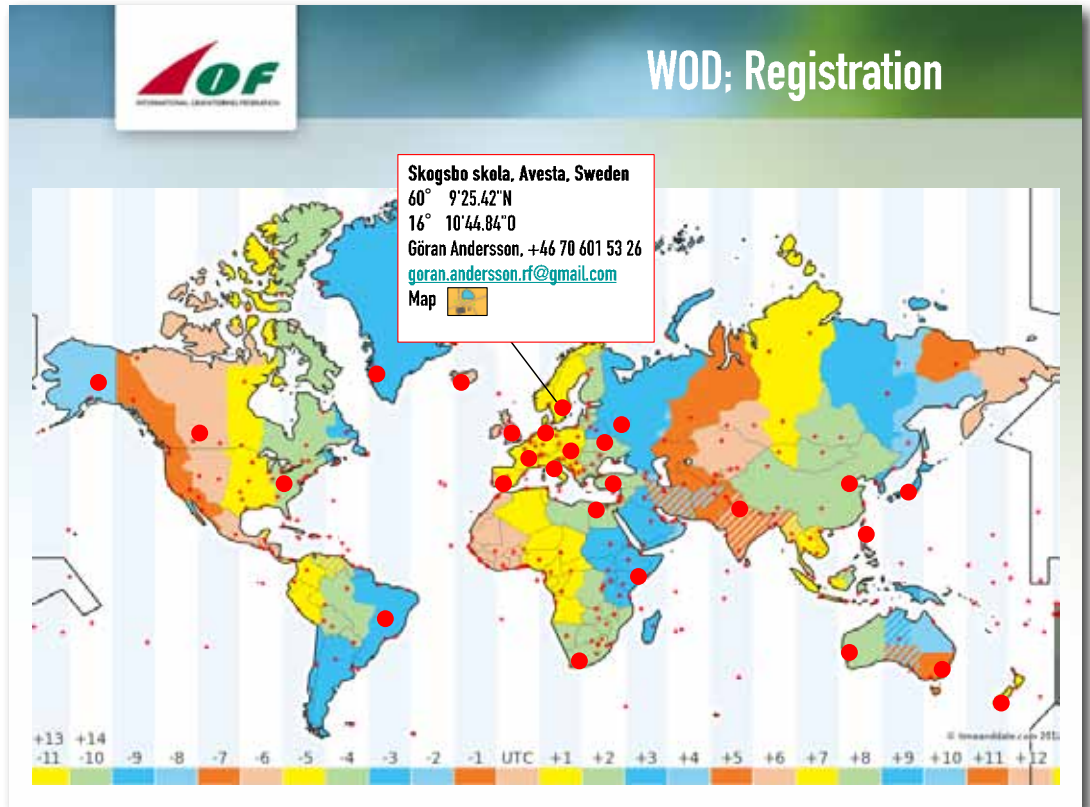 IOF
INTERNATIONAL ORIENTEERING FEDERATION
WOD; Registration
Skogsbo skola, Avesta, Sweden
60° 9'25.42"N
16° 10'44.84"O
Göran Andersson, +46 70 601 53 26
goran.andersson.rf@gmail.com
Map
+13 +14
-11 -10 -9 -8 -7 -6 -5 -4 -3 -2 -1 UTC +1 +2 +3 +4 +5 +6 +7 +8 +9 +10 +11 +12
© timeanddate.com